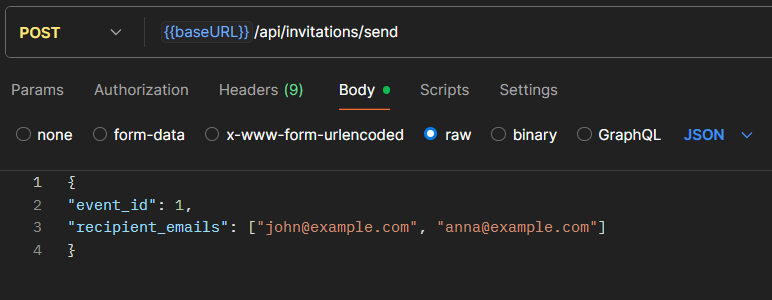 POST {{baseURL}} /api/invitations/send
Params Authorization Headers (9) Body Scripts Settings
none form-data x-www-form-urlencoded raw binary GraphQL JSON
1 {
2 "event_id": 1,
3 "recipient_emails": ["john@example.com", "anna@example.com"]
4 }